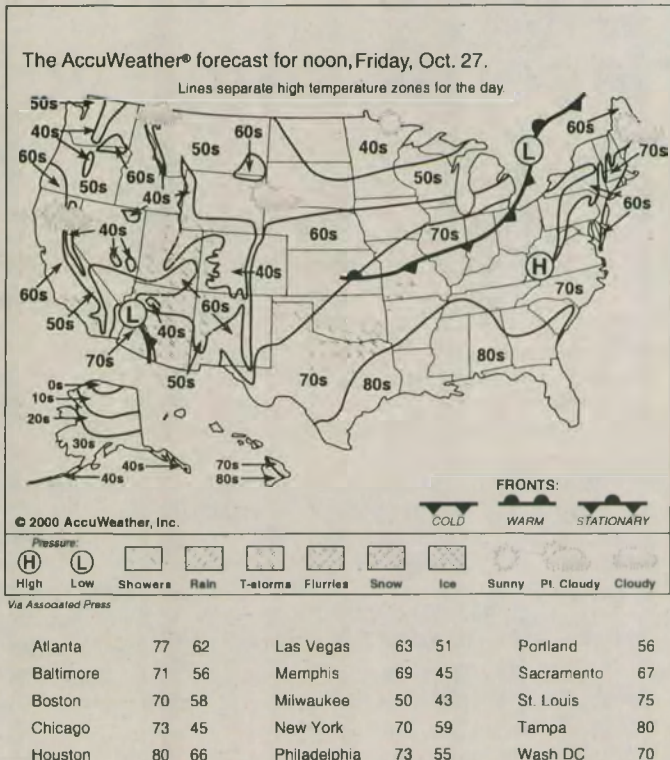 The AccuWeather® forecast for noon, Friday, Oct. 27.
Lines separate high temperature zones for the day.
50s
40s
60s
50s
60s
40s
50s
60s
40s
50s
60s
70s
60s
40s
60s
70s
40s
60s
50s
70s
L
40s
60s
50s
L
H
70s
70s
80s
80s
0s
10s
20s
30s
40s
40s
70s
80s
© 2000 AccuWeather, Inc.
FRONTS:
COLD WARM STATIONARY
Pressure:
H L
High Low Showers Rain T-storms Flurries Snow Ice Sunny Pt. Cloudy Cloudy
Via Associated Press
Atlanta 77 62 Las Vegas 63 51 Portland 56
Baltimore 71 56 Memphis 69 45 Sacramento 67
Boston 70 58 Milwaukee 50 43 St. Louis 75
Chicago 73 45 New York 70 59 Tampa 80
Houston 80 66 Philadelphia 73 55 Wash DC 70